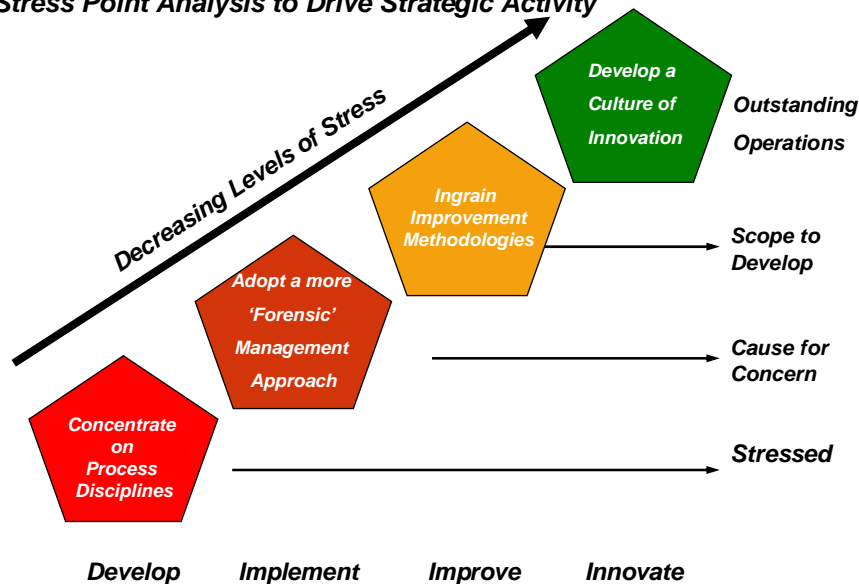 Stress Point Analysis to Drive Strategic Activity
Decreasing Levels of Stress
Develop a
Culture of
Innovation
Outstanding
Operations
Ingrain
Improvement
Methodologies
Scope to
Develop
Adopt a more
‘Forensic’
Management
Approach
Cause for
Concern
Concentrate
on
Process
Disciplines
Stressed
Develop Implement Improve Innovate